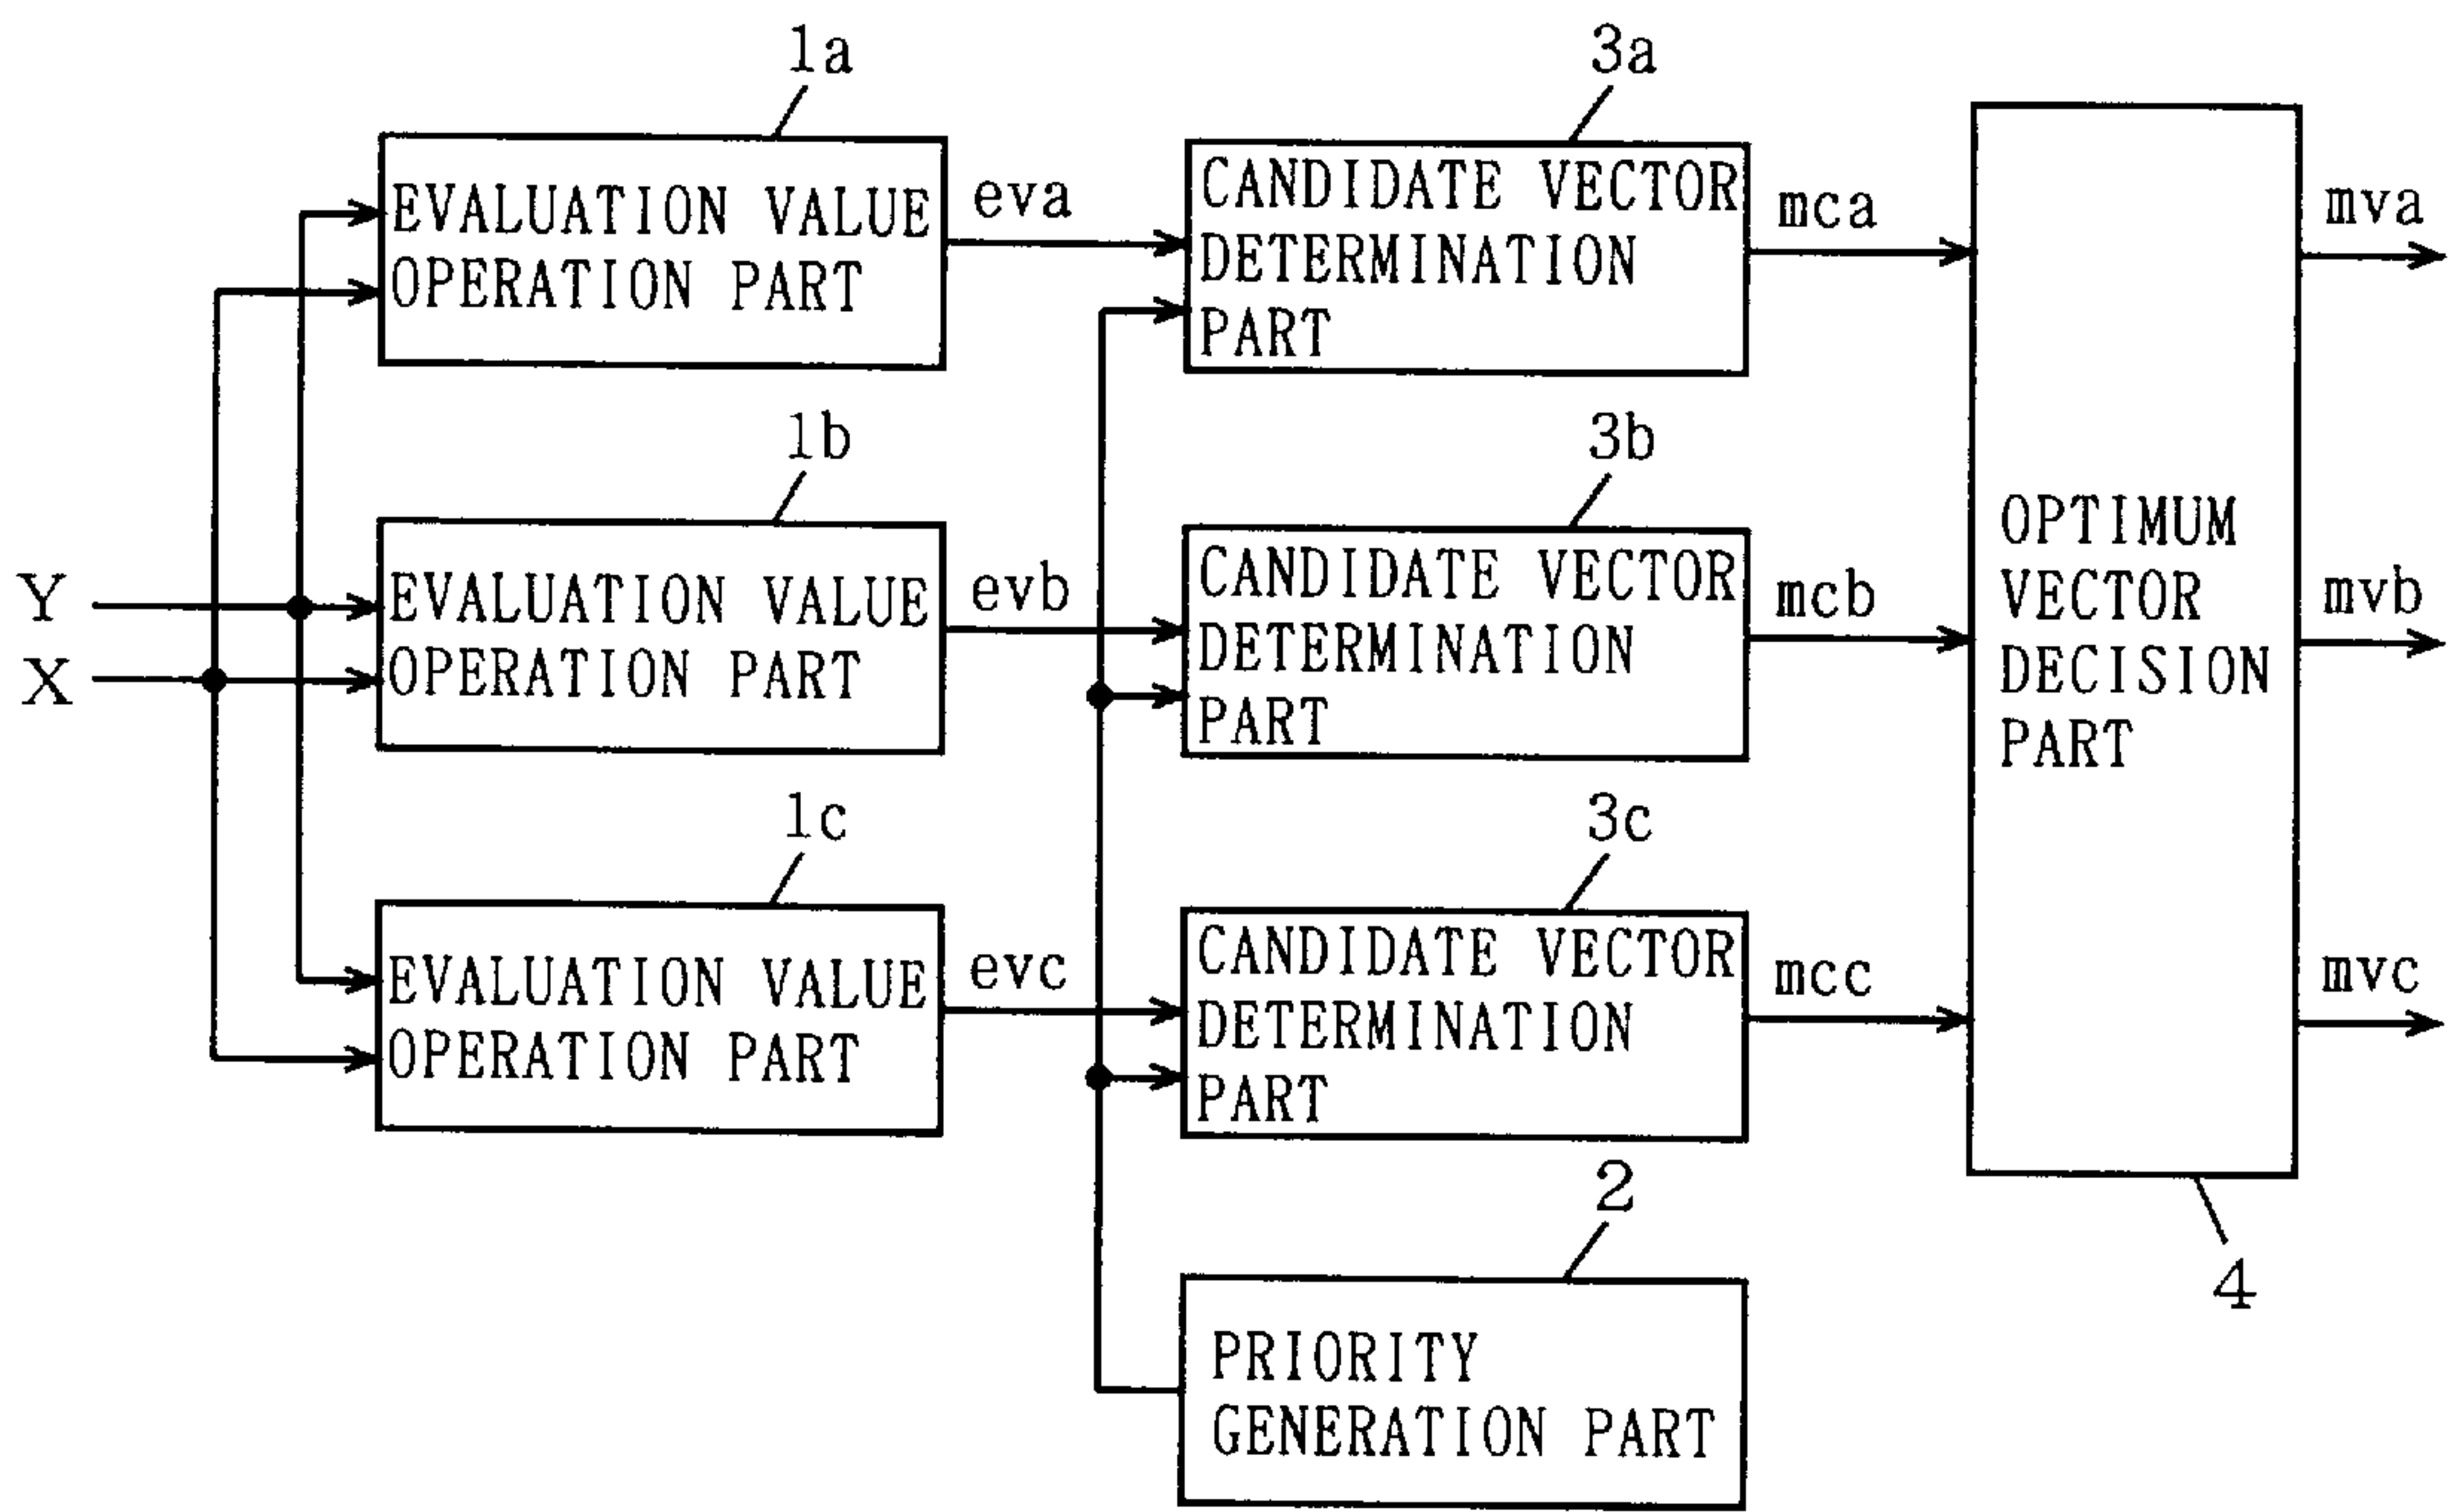 1a
3a
EVALUATION VALUE
OPERATION PART
eva
CANDIDATE VECTOR
DETERMINATION
PART
mca
mva
1b
3b
Y
X
EVALUATION VALUE
OPERATION PART
evb
CANDIDATE VECTOR
DETERMINATION
PART
mcb
OPTIMUM
VECTOR
DECISION
PART
mvb
1c
3c
EVALUATION VALUE
OPERATION PART
evc
CANDIDATE VECTOR
DETERMINATION
PART
mcc
mvc
2
4
PRIORITY
GENERATION PART